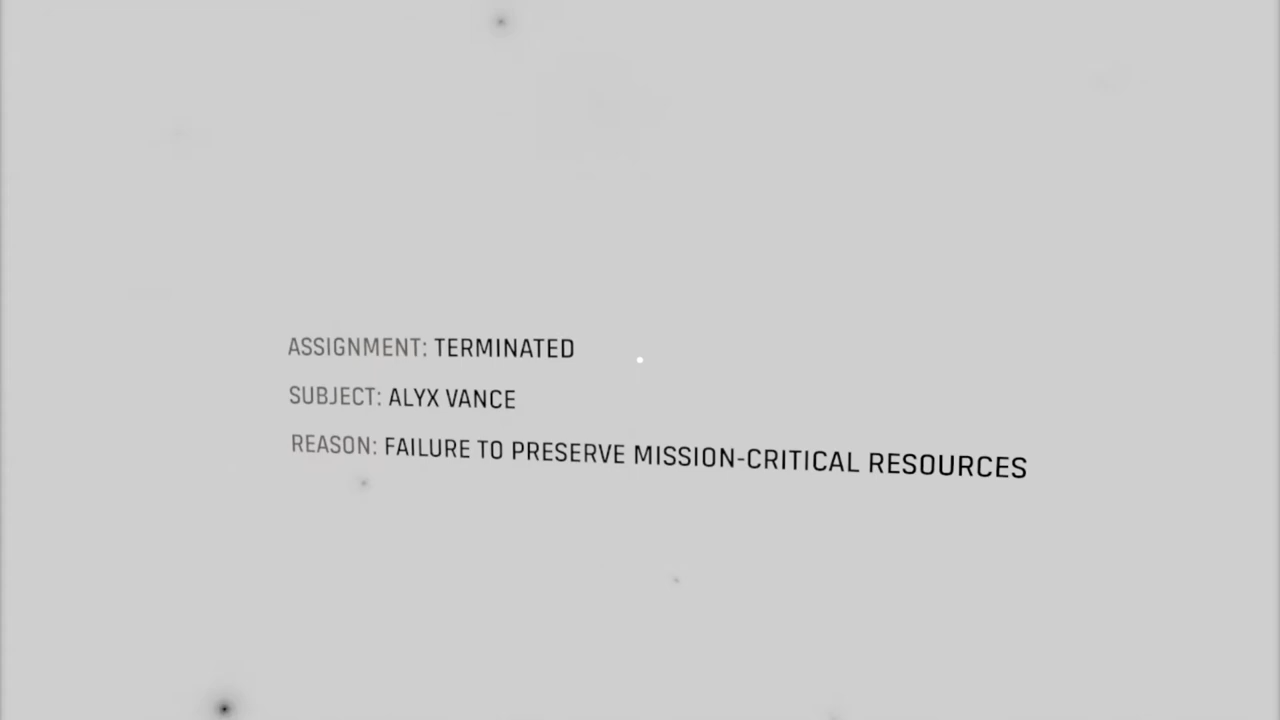 ASSIGNMENT: TERMINATED
SUBJECT: ALYX VANCE
REASON: FAILURE TO PRESERVE MISSION-CRITICAL RESOURCES